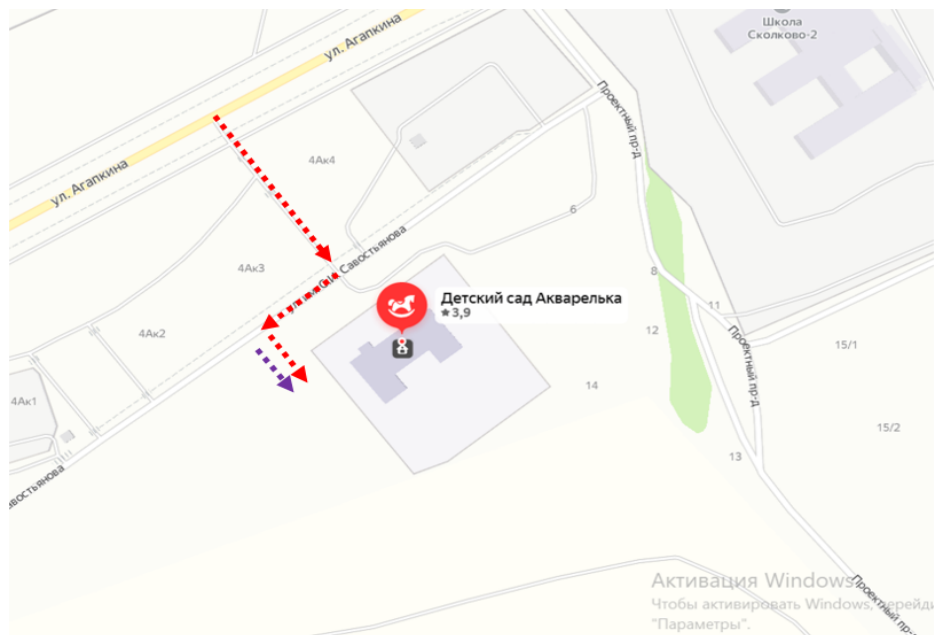 Школа
Сколково-2
ул. Агапкина
Проектный пр-д
4Ак4
ул. Агапкина
6
Савостьянова
4Ак3
8
Детский сад Акварелька
3,9
11
12
4Ак2
Проектный пр-д
15/1
14
4Ак1
15/2
13
Савостьянова
Активация Windows
Чтобы активировать Windows, перейди
"Параметры".
Проектный пр-д